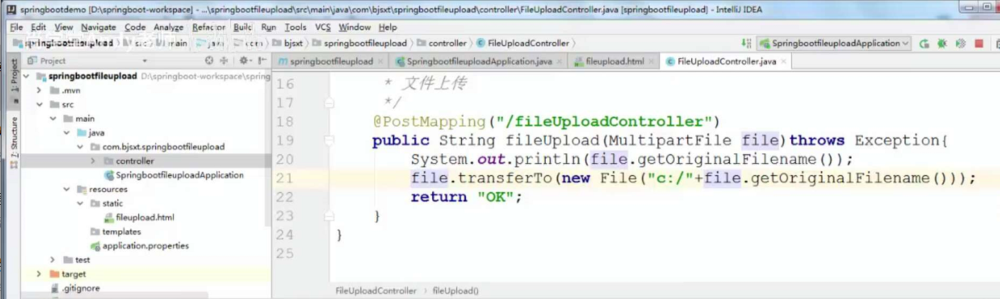 springbootdemo [D:\springboot-workspace] - ...\springbootfileupload\src\main\java\com\bjsxt\springbootfileupload\controller\FileUploadController.java [springbootfileupload] - IntelliJ IDEA
File Edit View Navigate Code Analyze Refactor Build Run Tools VCS Window Help
springbootfileupload src main java com bjsxt springbootfileupload controller FileUploadController SpringbootfileuploadApplication
1: Project
7: Structure
Project
springbootfileupload × SpringbootfileuploadApplication.java × fileupload.html × FileUploadController.java ×
springbootfileupload D:\springboot-workspace\spring
.mvn
src
main
java
com.bjsxt.springbootfileupload
controller
SpringbootfileuploadApplication
resources
static
fileupload.html
templates
application.properties
test
target
.gitignore
16 * 文件上传
17 */
18 @PostMapping("/fileUploadController")
19 public String fileUpload(MultipartFile file)throws Exception{
20 System.out.println(file.getOriginalFilename());
21 file.transferTo(new File("c:/"+file.getOriginalFilename()));
22 return "OK";
23 }
24 }
25
FileUploadController › fileUpload()